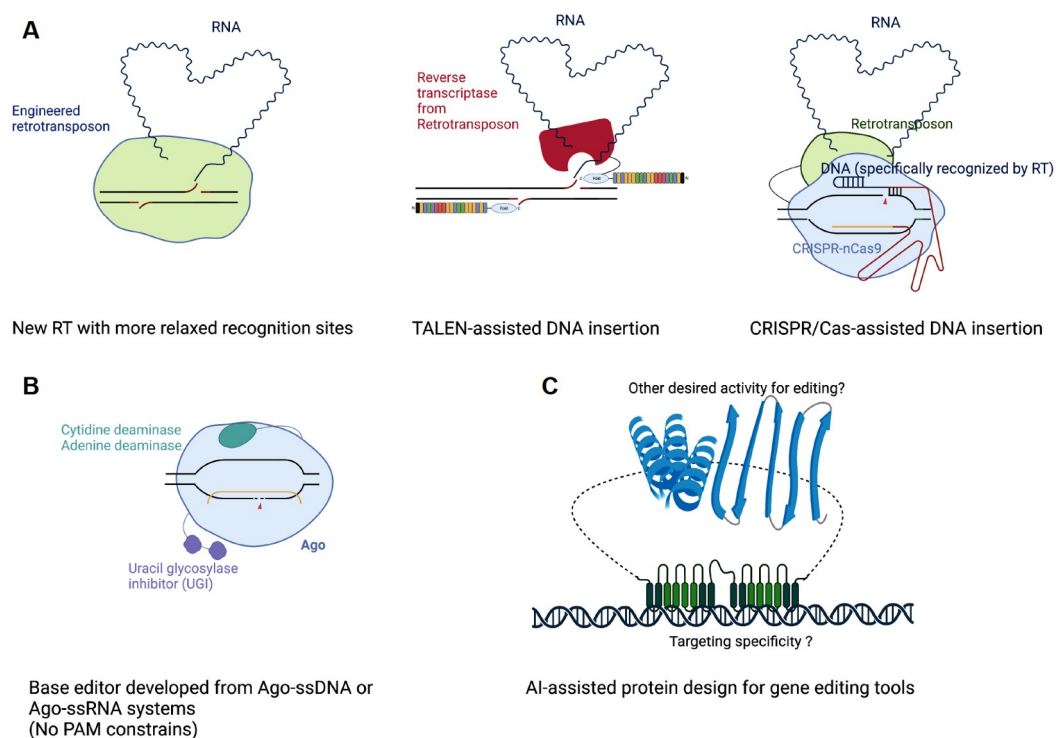 A
RNA
Engineered
retrotransposon
New RT with more relaxed recognition sites
RNA
Reverse
transcriptase
from
Retrotransposon
C
FokI
N
N
FokI
C
TALEN-assisted DNA insertion
RNA
Retrotransposon
DNA (specifically recognized by RT)
CRISPR-nCas9
CRISPR/Cas-assisted DNA insertion
B
Cytidine deaminase
Adenine deaminase
Ago
Uracil glycosylase
inhibitor (UGI)
Base editor developed from Ago-ssDNA or
Ago-ssRNA systems
(No PAM constrains)
C
Other desired activity for editing?
Targeting specificity ?
AI-assisted protein design for gene editing tools